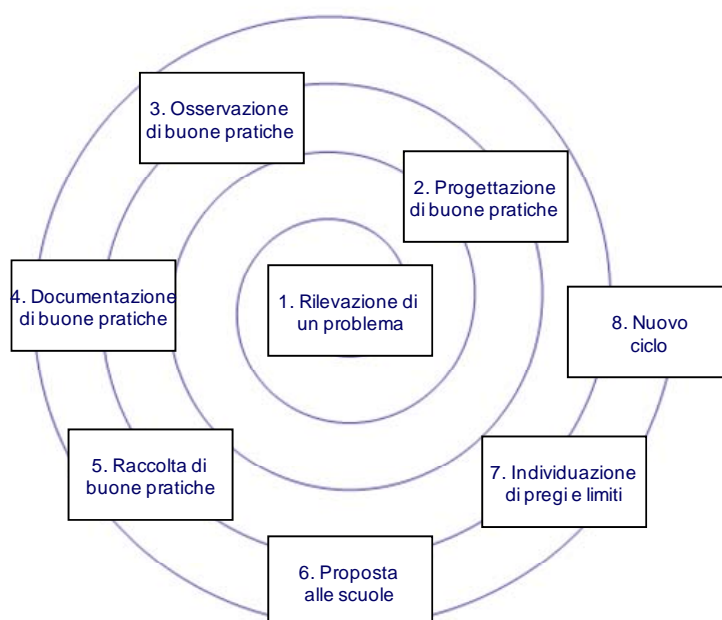 1. Rilevazione di
un problema
2. Progettazione
di buone pratiche
3. Osservazione
di buone pratiche
4. Documentazione
di buone pratiche
5. Raccolta di
buone pratiche
6. Proposta
alle scuole
7. Individuazione
di pregi e limiti
8. Nuovo
ciclo